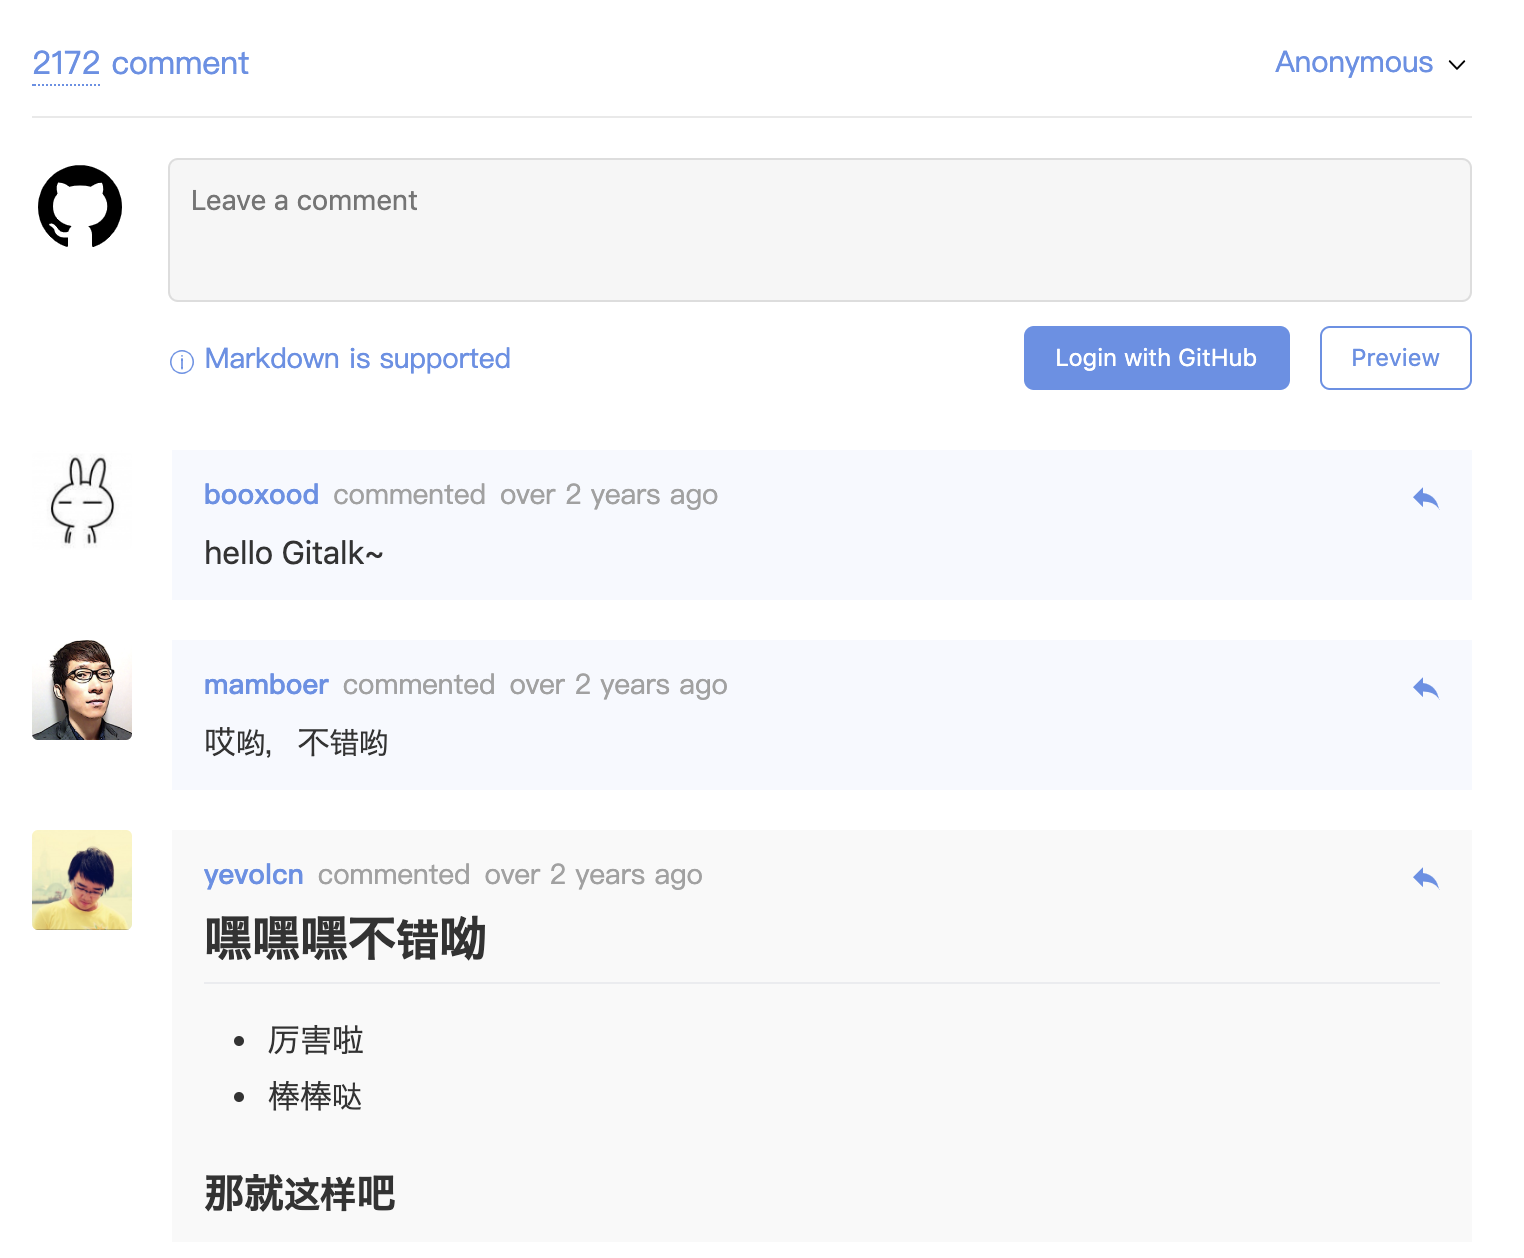 2172 comment
Anonymous
Leave a comment
Markdown is supported
Login with GitHub
Preview
booxood commented over 2 years ago
hello Gitalk~
mamboer commented over 2 years ago
哎哟，不错哟
yevolcn commented over 2 years ago
嘿嘿嘿不错呦
厉害啦
棒棒哒
那就这样吧